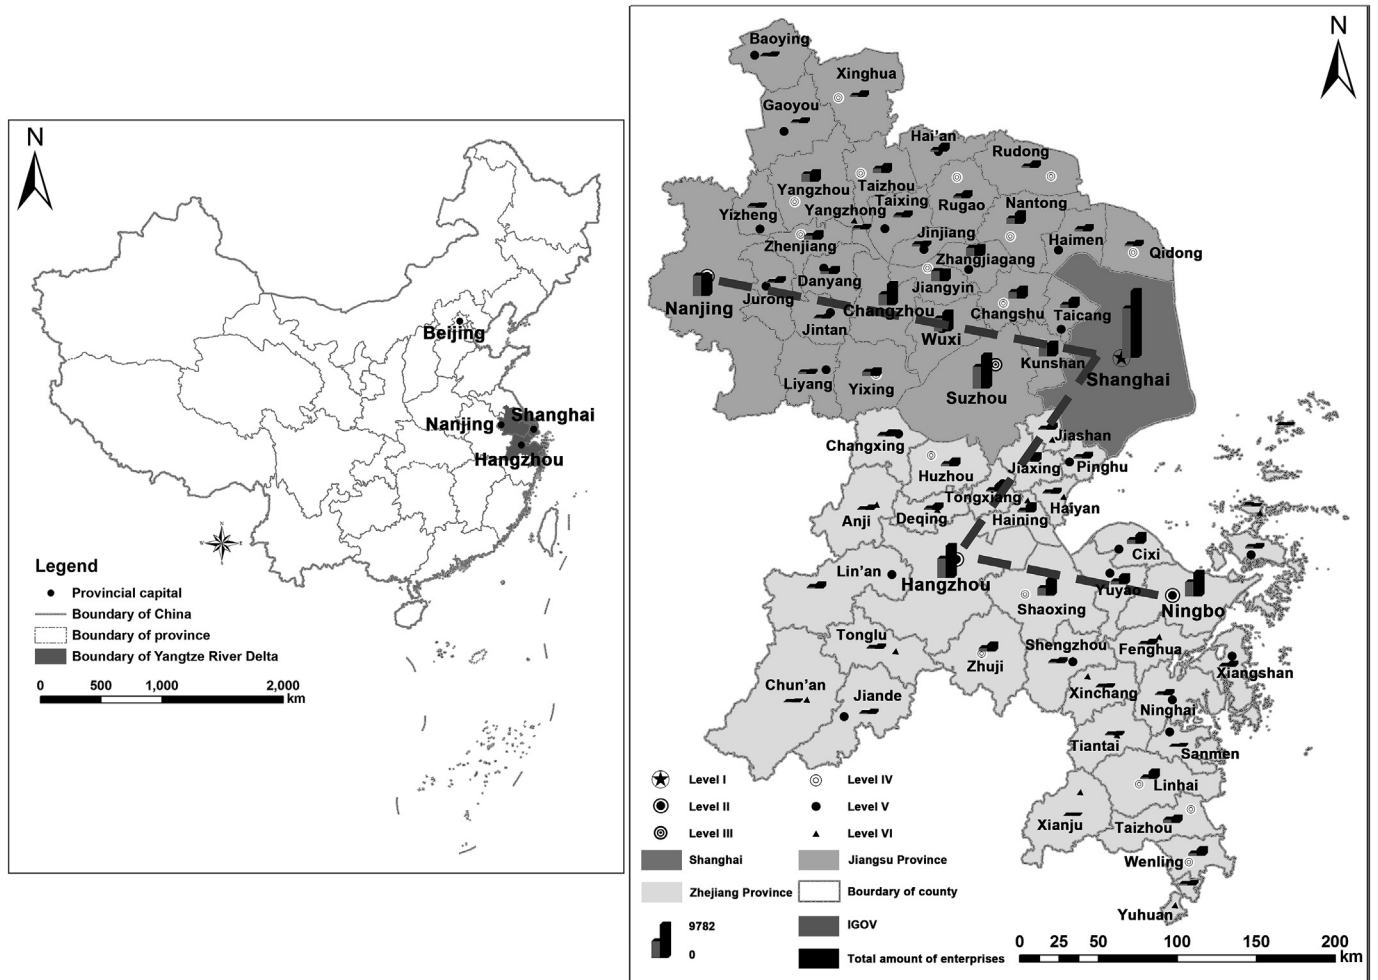 N
Beijing
Nanjing
Shanghai
Hangzhou
N
S
Legend
Provincial capital
Boundary of China
Boundary of province
Boundary of Yangtze River Delta
0 500 1,000 2,000
km
N
Baoying
Xinghua
Gaoyou
Hai'an
Rudong
Yangzhou
Taizhou
Taixing
Rugao
Nantong
Yizheng
Yangzhong
Zhenjiang
Jinjiang
Haimen
Qidong
Zhangjiagang
Danyang
Jiangyin
Nanjing
Jurong
Changzhou
Changshu
Taicang
Jintan
Wuxi
Kunshan
Shanghai
Liyang
Yixing
Suzhou
Changxing
Jiashan
Huzhou
Jiaxing
Pinghu
Tongxiang
Anji
Deqing
Haining
Haiyan
Cixi
Lin'an
Hangzhou
Yuyao
Shaoxing
Ningbo
Tonglu
Shengzhou
Fenghua
Zhuji
Xiangshan
Chun'an
Jiande
Xinchang
Ninghai
Tiantai
Sanmen
Linhai
Xianju
Taizhou
Wenling
Yuhuan
Level I Level IV
Level II Level V
Level III Level VI
Shanghai Jiangsu Province
Zhejiang Province Bourdary of county
9782
0
IGOV
Total amount of enterprises
0 25 50 100 150 200
km